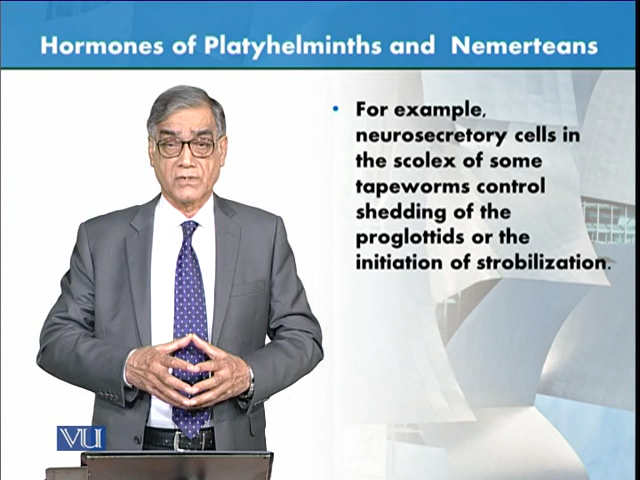 Hormones of Platyhelminths and Nemerteans
• For example,
neurosecretory cells in
the scolex of some
tapeworms control
shedding of the
proglottids or the
initiation of strobilization.
VU